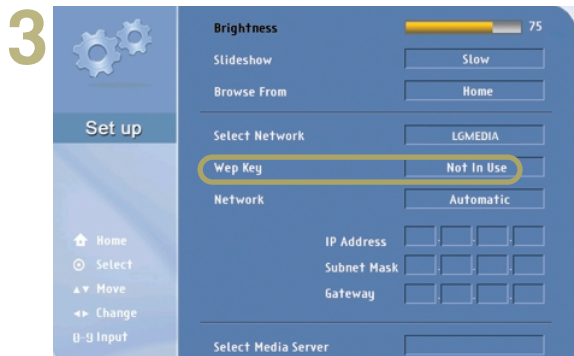 3
Brightness 75
Slideshow Slow
Browse From Home
Set up
Select Network LGMEDIA
Wep Key Not In Use
Network Automatic
Home
IP Address . . .
Select
Subnet Mask . . .
Move
Gateway . . .
Change
0-9 Input
Select Media Server